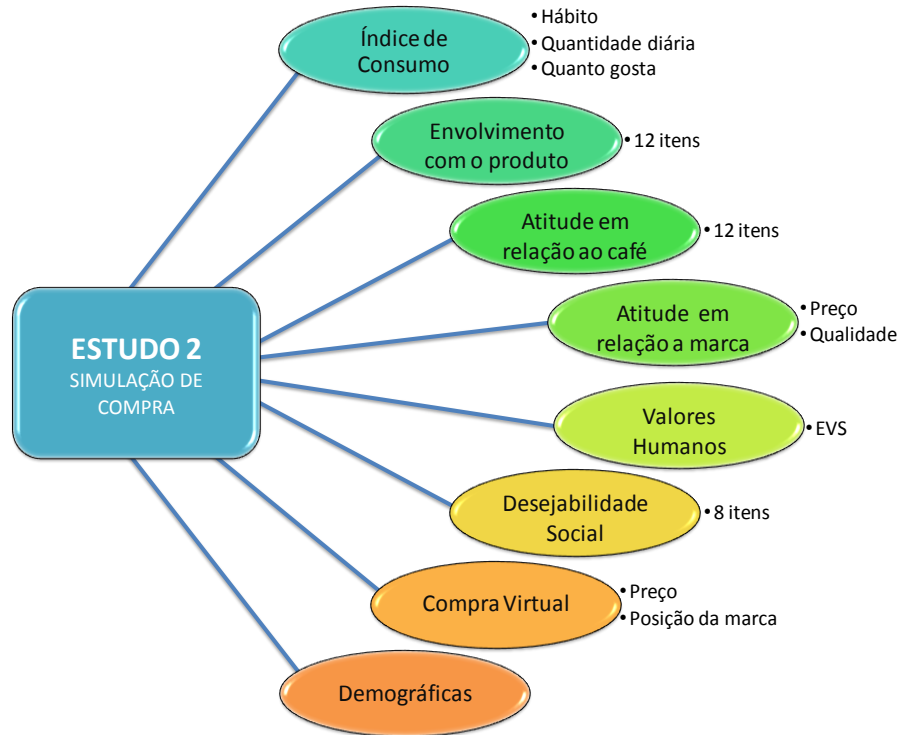 Índice de
Consumo
• Hábito
• Quantidade diária
• Quanto gosta
Envolvimento
com o produto
• 12 itens
Atitude em
relação ao café
• 12 itens
Atitude em
relação a marca
• Preço
• Qualidade
ESTUDO 2
SIMULAÇÃO DE
COMPRA
Valores
Humanos
• EVS
Desejabilidade
Social
• 8 itens
Compra Virtual
• Preço
• Posição da marca
Demográficas